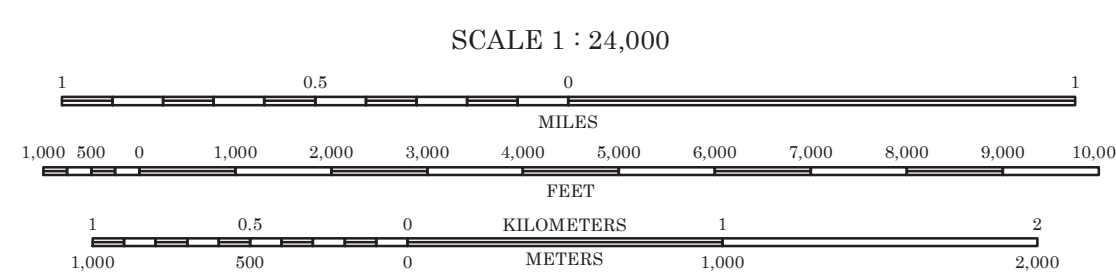 SCALE 1 : 24,000
1 0.5 0 1
MILES
1,000 500 0 1,000 2,000 3,000 4,000 5,000 6,000 7,000 8,000 9,000 10,00
FEET
1 0.5 0 KILOMETERS 1 2
1,000 500 0 METERS 1,000 2,000